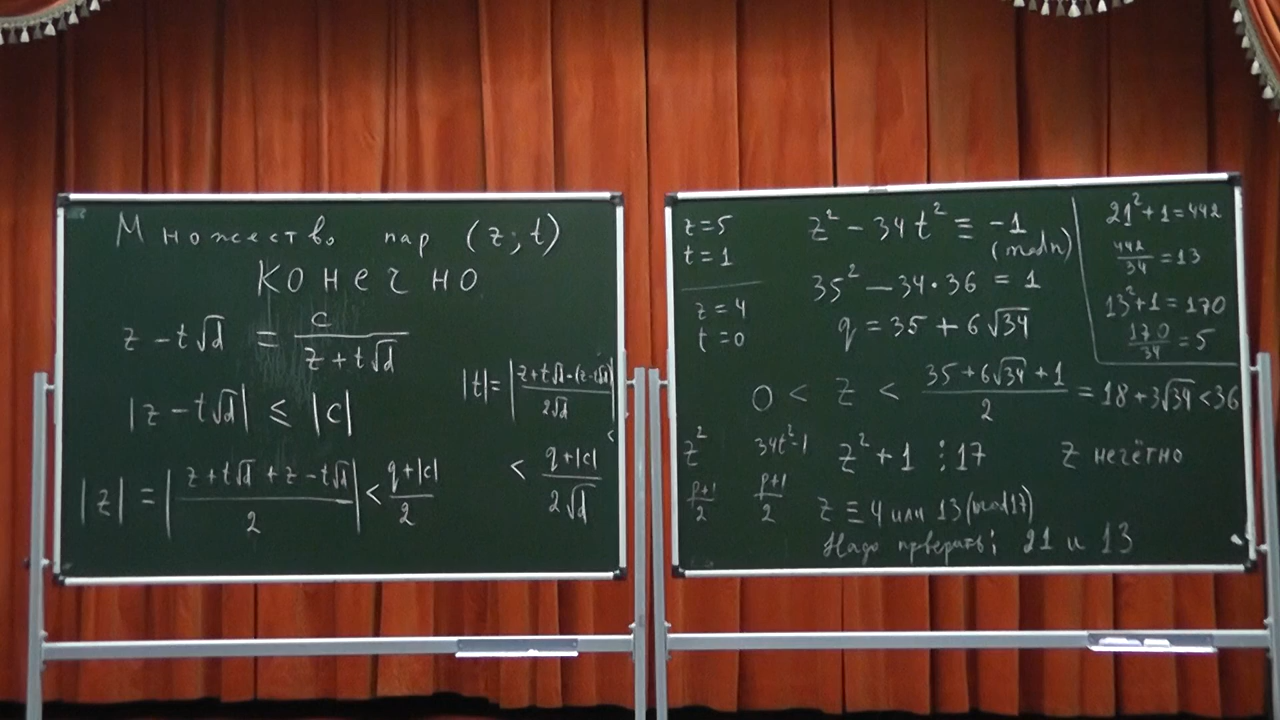 Множество пар (z; t)
конечно
z − t√d = c / (z + t√d)
|z − t√d| ≤ |c|
|t| = |(z + t√d − (z − t√d)) / 2√d| <
< (q + |c|) / 2√d
|z| = |(z + t√d + z − t√d) / 2| < (q + |c|) / 2
z = 5
t = 1
z = 4
t = 0
z² − 34t² ≡ −1
(mod n)
35² − 34·36 = 1
q = 35 + 6√34
0 < z < (35 + 6√34 + 1) / 2 = 18 + 3√34 < 36
z² 34t² − 1
(p+1)/2 (p+1)/2
z² + 1 ⋮ 17 z нечётно
z ≡ 4 или 13 (mod 17)
Надо проверить: 21 и 13
21² + 1 = 442
442/34 = 13
13² + 1 = 170
170/34 = 5